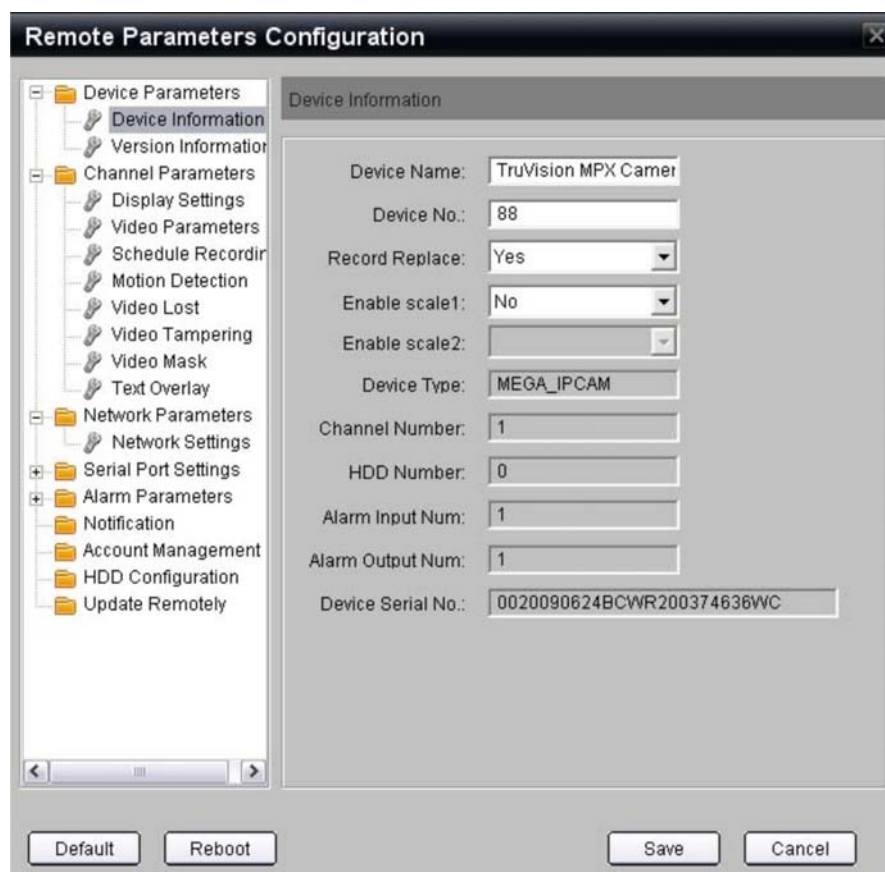 Remote Parameters Configuration
Device Parameters
Device Information
Version Information
Channel Parameters
Display Settings
Video Parameters
Schedule Recordin
Motion Detection
Video Lost
Video Tampering
Video Mask
Text Overlay
Network Parameters
Network Settings
Serial Port Settings
Alarm Parameters
Notification
Account Management
HDD Configuration
Update Remotely
Device Information
Device Name: TruVision MPX Camer
Device No.: 88
Record Replace: Yes
Enable scale1: No
Enable scale2:
Device Type: MEGA_IPCAM
Channel Number: 1
HDD Number: 0
Alarm Input Num: 1
Alarm Output Num: 1
Device Serial No.: 0020090624BCWR200374636WC
Default
Reboot
Save
Cancel